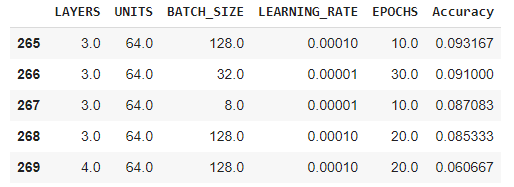 LAYERS UNITS BATCH_SIZE LEARNING_RATE EPOCHS Accuracy
265 3.0 64.0 128.0 0.00010 10.0 0.093167
266 3.0 64.0 32.0 0.00001 30.0 0.091000
267 3.0 64.0 8.0 0.00001 10.0 0.087083
268 3.0 64.0 128.0 0.00010 20.0 0.085333
269 4.0 64.0 128.0 0.00010 20.0 0.060667